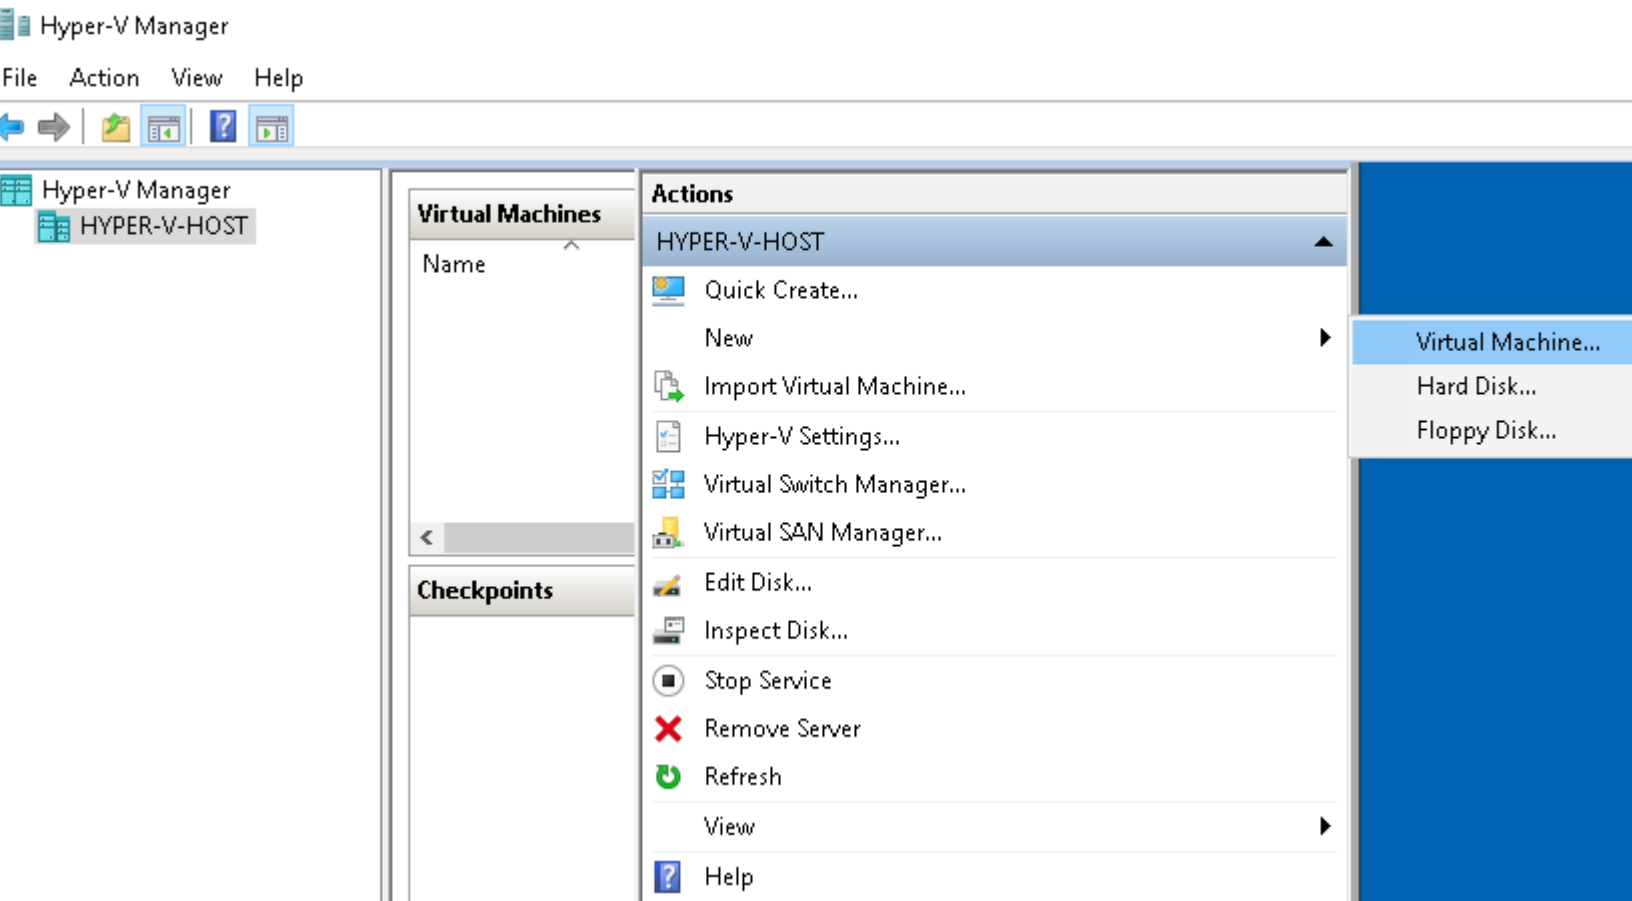 Hyper-V Manager
File Action View Help
Hyper-V Manager
HYPER-V-HOST
Virtual Machines
Name
Checkpoints
Actions
HYPER-V-HOST
Quick Create...
New
Import Virtual Machine...
Hyper-V Settings...
Virtual Switch Manager...
Virtual SAN Manager...
Edit Disk...
Inspect Disk...
Stop Service
Remove Server
Refresh
View
Help
Virtual Machine...
Hard Disk...
Floppy Disk...